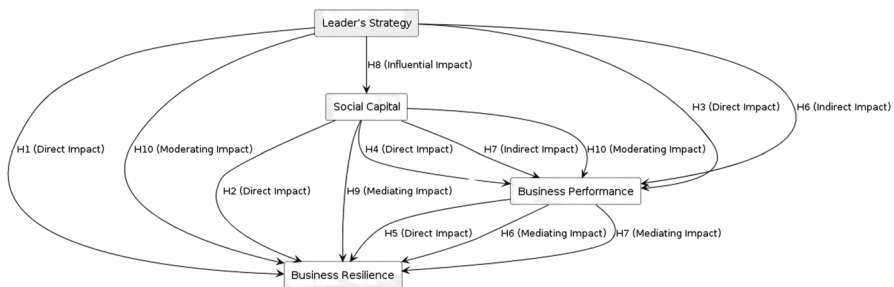 Leader's Strategy
H8 (Influential Impact)
Social Capital
H3 (Direct Impact)
H6 (Indirect Impact)
H1 (Direct Impact)
H10 (Moderating Impact)
H4 (Direct Impact)
H7 (Indirect Impact)
H10 (Moderating Impact)
H2 (Direct Impact)
H9 (Mediating Impact)
Business Performance
H5 (Direct Impact)
H6 (Mediating Impact)
H7 (Mediating Impact)
Business Resilience